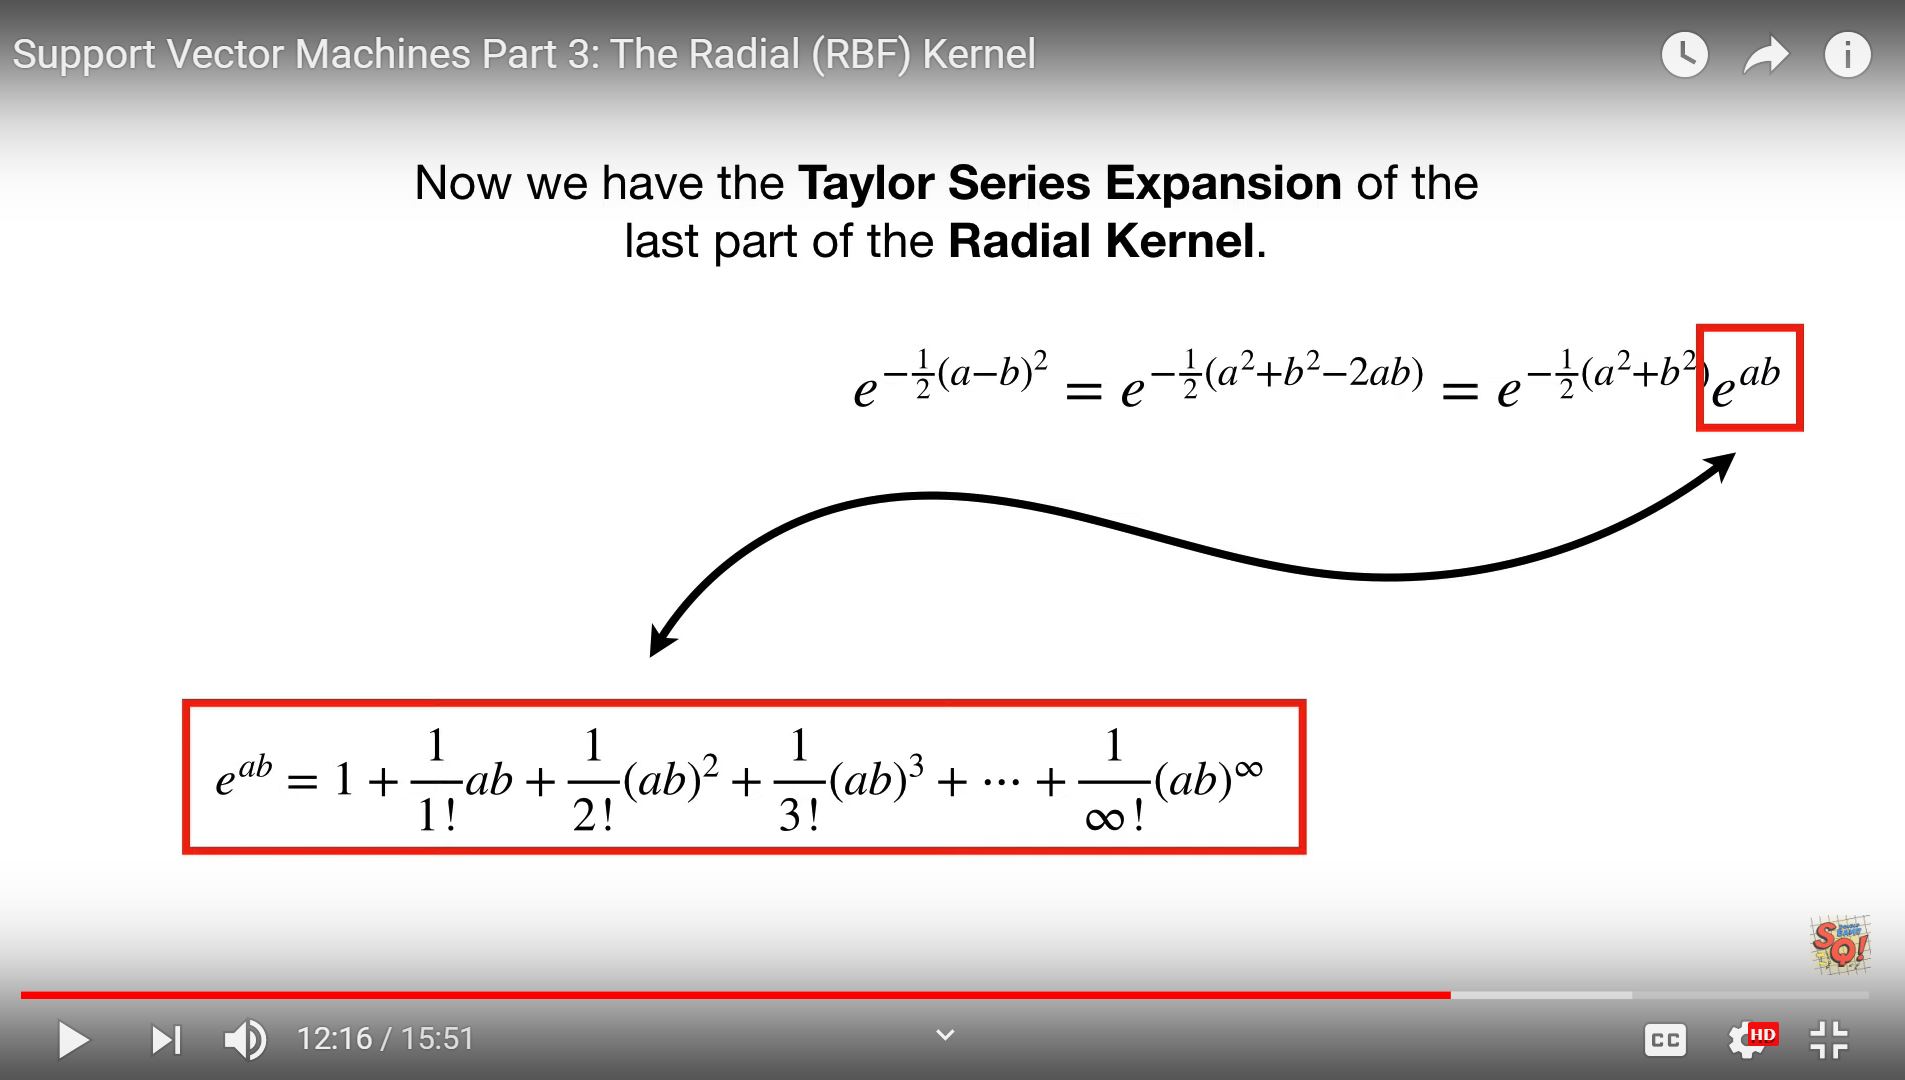 Support Vector Machines Part 3: The Radial (RBF) Kernel
Now we have the Taylor Series Expansion of the
last part of the Radial Kernel.
e^{-\frac{1}{2}(a-b)^2} = e^{-\frac{1}{2}(a^2+b^2-2ab)} = e^{-\frac{1}{2}(a^2+b^2)}e^{ab}
e^{ab} = 1 + \frac{1}{1!}ab + \frac{1}{2!}(ab)^2 + \frac{1}{3!}(ab)^3 + ⋯ + \frac{1}{∞!}(ab)^∞
SQ!
12:16 / 15:51
CC
HD